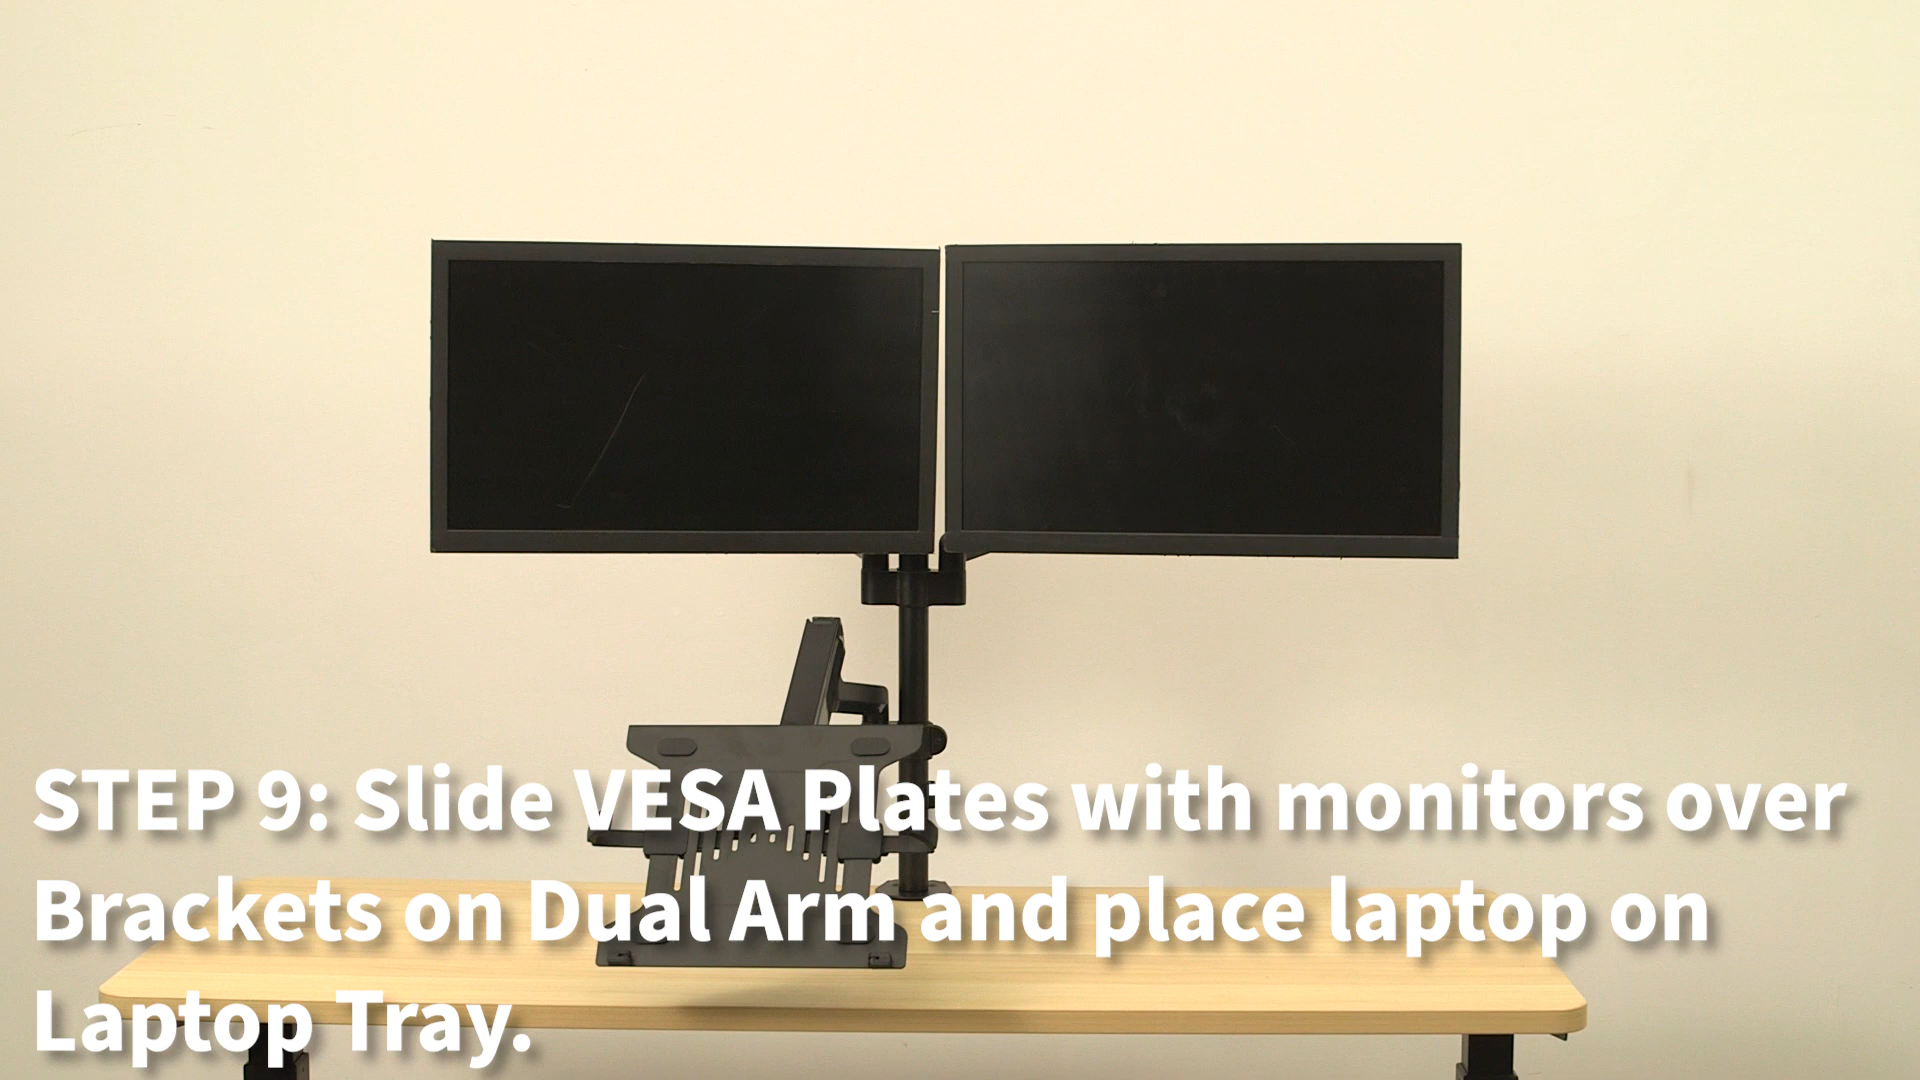 STEP 9: Slide VESA Plates with monitors over
Brackets on Dual Arm and place laptop on
Laptop Tray.